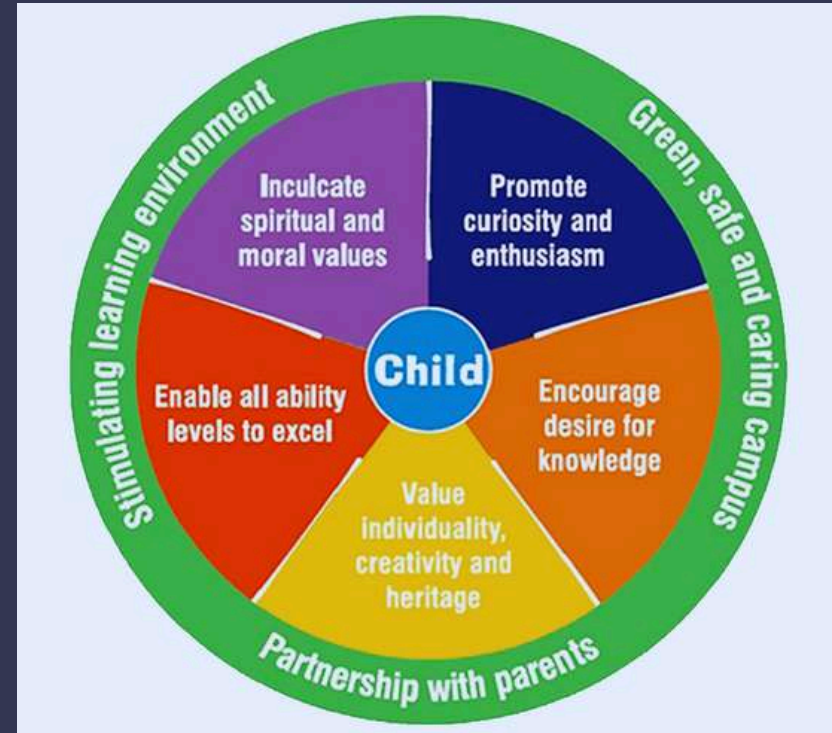 Stimulating learning environment
Green, safe and caring campus
Partnership with parents
Inculcate
spiritual and
moral values
Promote
curiosity and
enthusiasm
Enable all ability
levels to excel
Child
Encourage
desire for
knowledge
Value
individuality,
creativity and
heritage